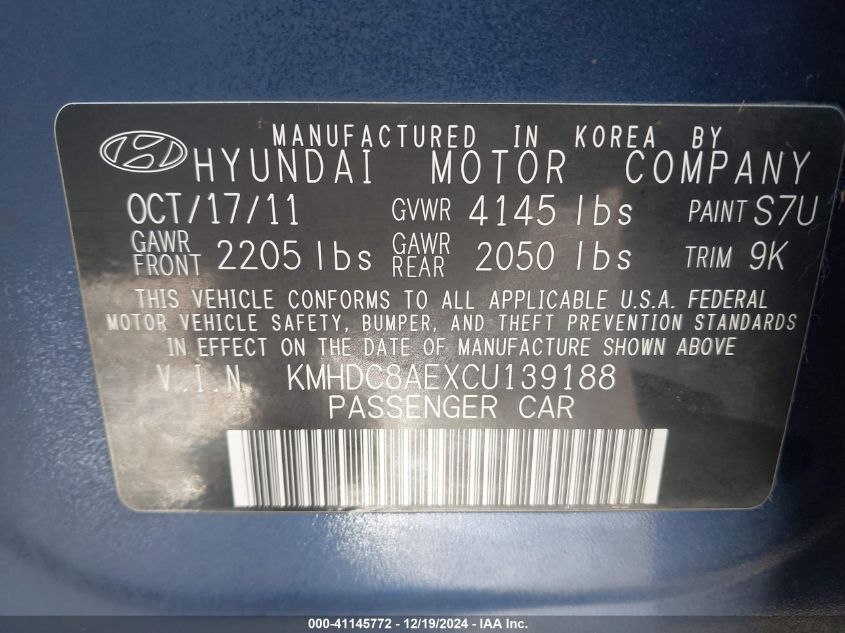 MANUFACTURED IN KOREA BY
HYUNDAI MOTOR COMPANY
OCT/17/11 GVWR 4145 lbs PAINT S7U
GAWR FRONT 2205 lbs GAWR REAR 2050 lbs TRIM 9K
THIS VEHICLE CONFORMS TO ALL APPLICABLE U.S.A. FEDERAL
MOTOR VEHICLE SAFETY, BUMPER, AND THEFT PREVENTION STANDARDS
IN EFFECT ON THE DATE OF MANUFACTURE SHOWN ABOVE
V.I.N KMHDC8AEXCU139188
PASSENGER CAR
000-41145772 - 12/19/2024 - IAA Inc.